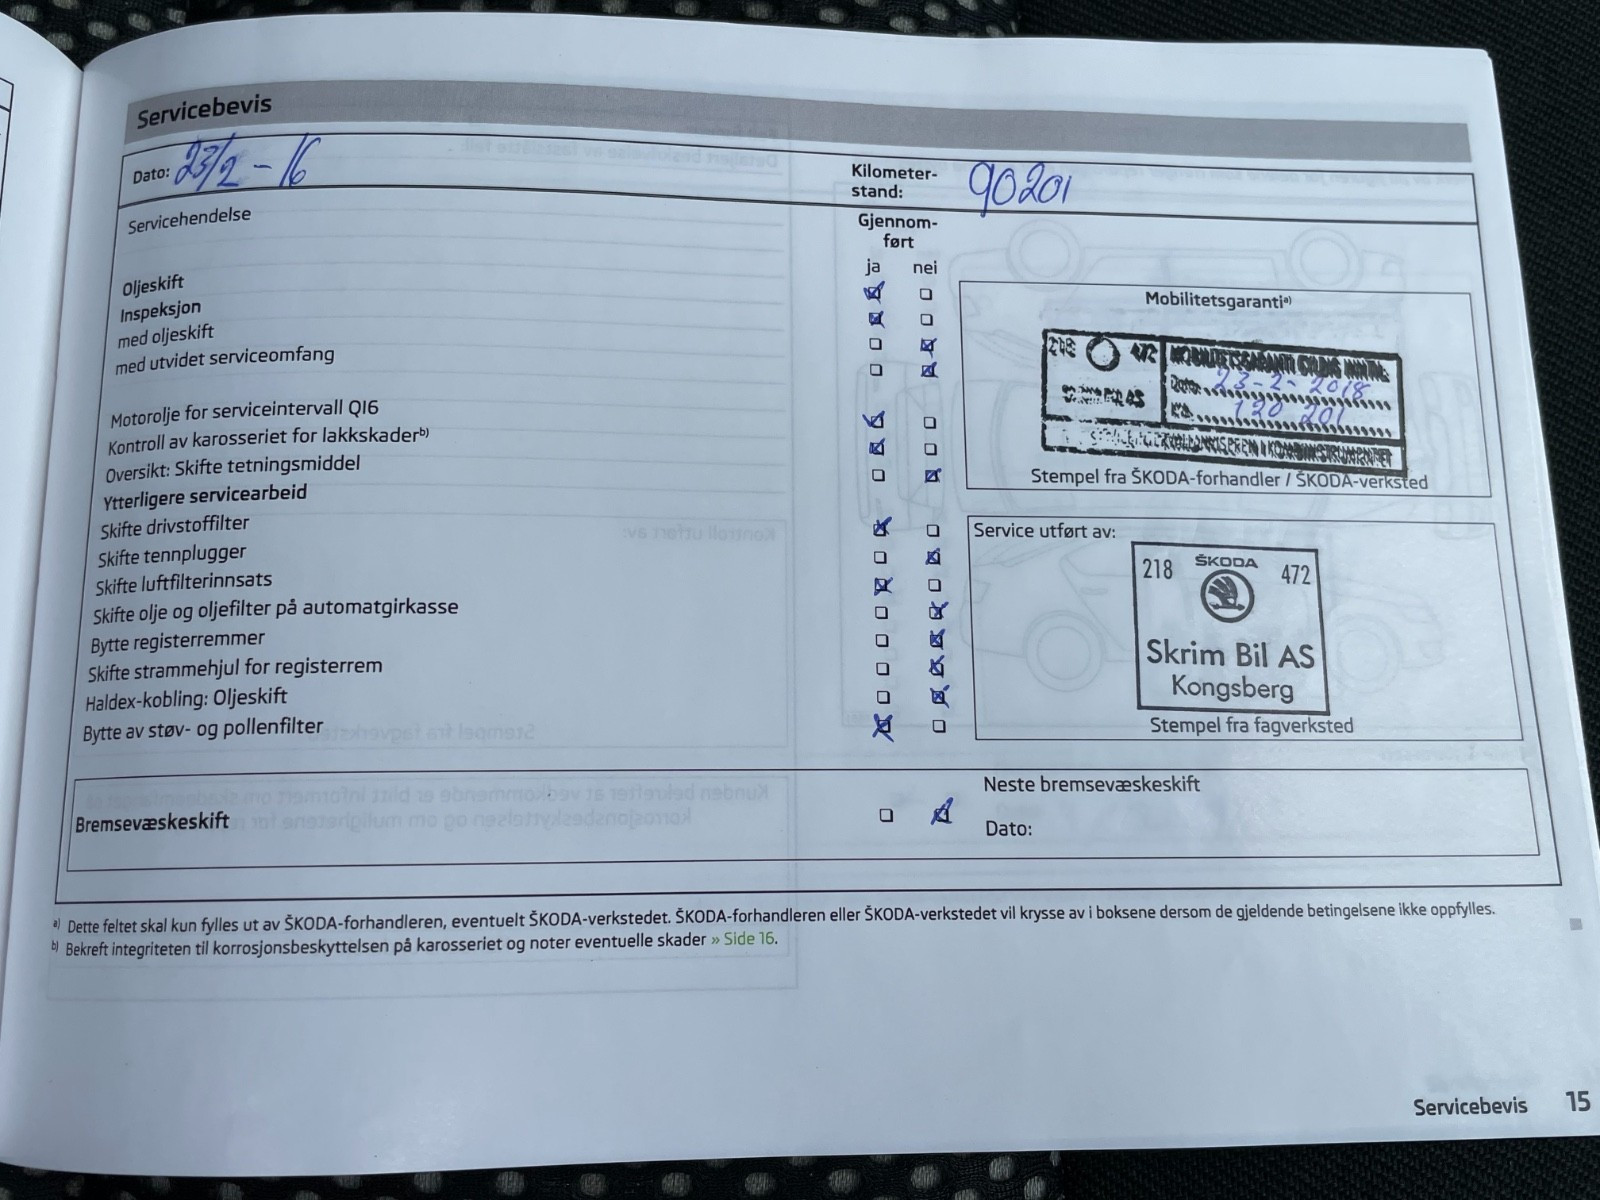 Servicebevis
Dato: 23/2 - 16
Kilometer-
stand: 90201
Servicehendelse
Gjennom-
ført
ja nei
Oljeskift
Inspeksjon
med oljeskift
med utvidet serviceomfang
Motorolje for serviceintervall QI6
Kontroll av karosseriet for lakkskader b)
Oversikt: Skifte tetningsmiddel
Ytterligere servicearbeid
Skifte drivstoffilter
Skifte tennplugger
Skifte luftfilterinnsats
Skifte olje og oljefilter på automatgirkasse
Bytte registerremmer
Skifte strammehjul for registerrem
Haldex-kobling: Oljeskift
Bytte av støv- og pollenfilter
Mobilitetsgaranti a)
218 472
MOBILITETSGARANTI GYLDIG INNTIL:
Dato 23-2-2018
Km. 120 201
Stempel fra ŠKODA-forhandler / ŠKODA-verksted
Service utført av:
218 ŠKODA 472
Skrim Bil AS
Kongsberg
Stempel fra fagverksted
Bremsevæskeskift
Neste bremsevæskeskift
Dato:
a) Dette feltet skal kun fylles ut av ŠKODA-forhandleren, eventuelt ŠKODA-verkstedet. ŠKODA-forhandleren eller ŠKODA-verkstedet vil krysse av i boksene dersom de gjeldende betingelsene ikke oppfylles.
b) Bekreft integriteten til korrosjonsbeskyttelsen på karosseriet og noter eventuelle skader » Side 16.
Servicebevis 15